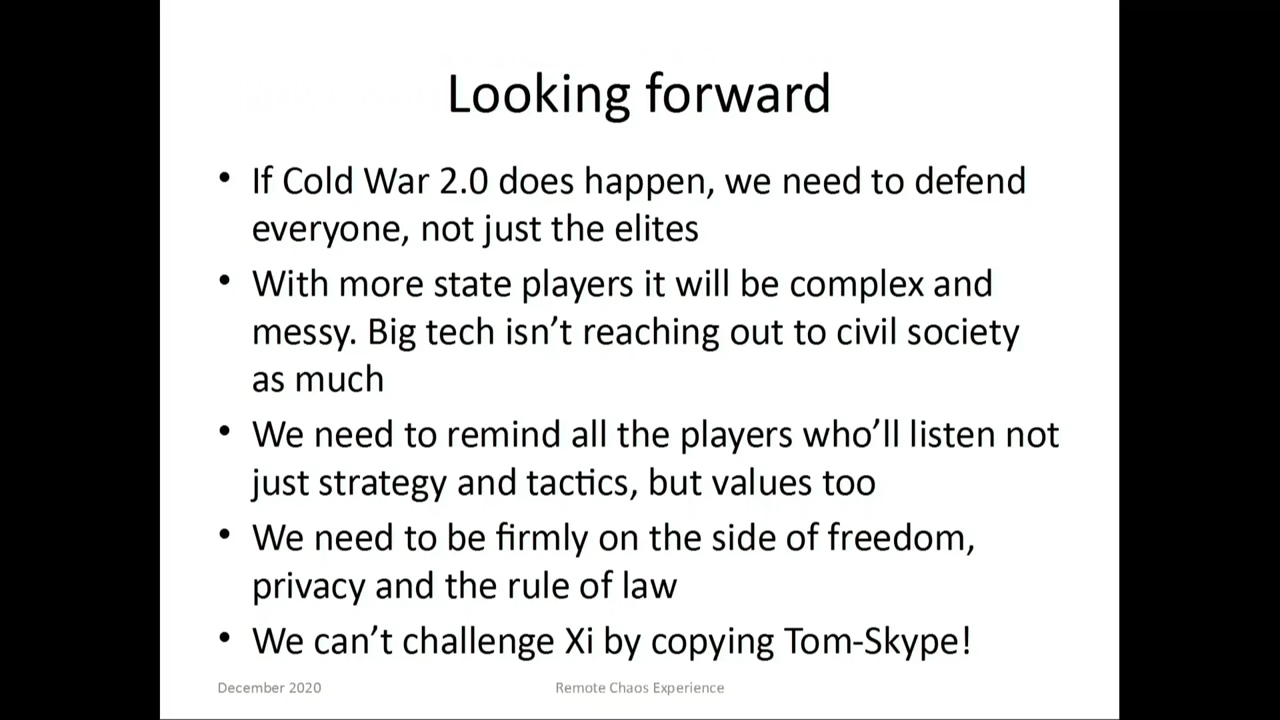 Looking forward
• If Cold War 2.0 does happen, we need to defend
everyone, not just the elites
• With more state players it will be complex and
messy. Big tech isn’t reaching out to civil society
as much
• We need to remind all the players who’ll listen not
just strategy and tactics, but values too
• We need to be firmly on the side of freedom,
privacy and the rule of law
• We can’t challenge Xi by copying Tom-Skype!
December 2020
Remote Chaos Experience